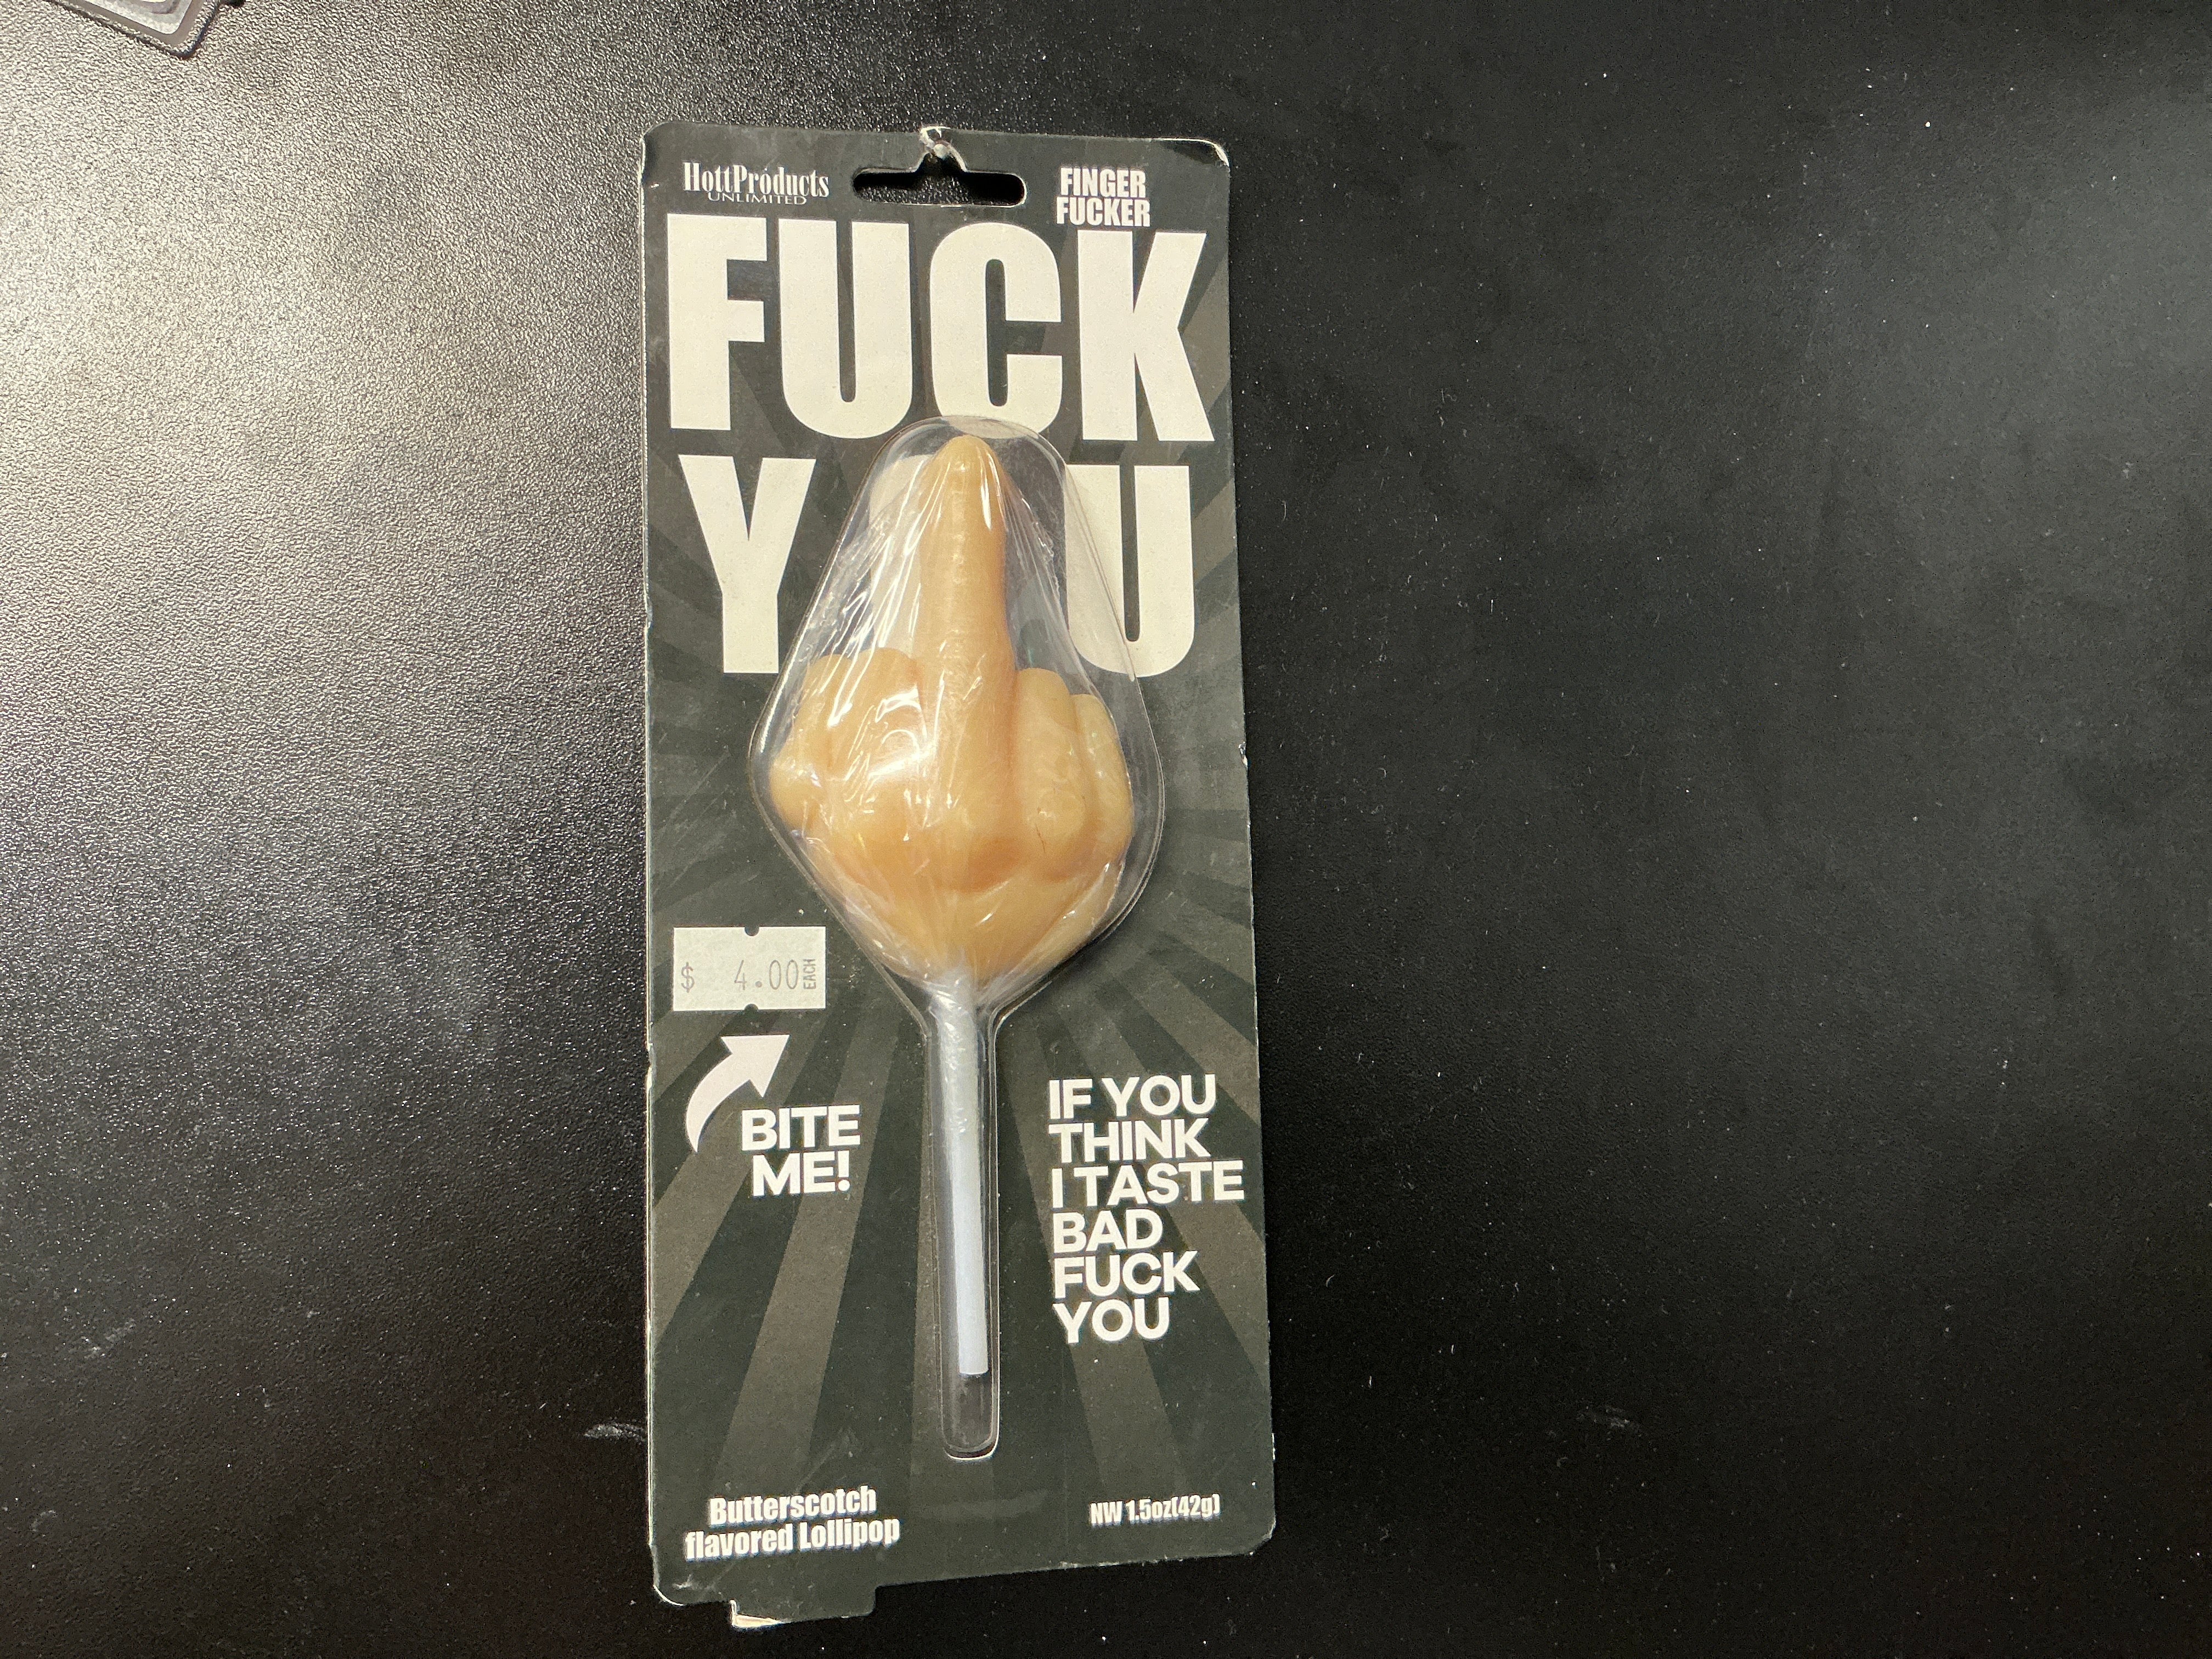 HottProducts
UNLIMITED
FINGER
FUCKER
FUCK
Y U
$ 4.00 EACH
BITE
ME!
IF YOU
THINK
I TASTE
BAD
FUCK
YOU
Butterscotch
flavored Lollipop
NW 1.5oz(42g)